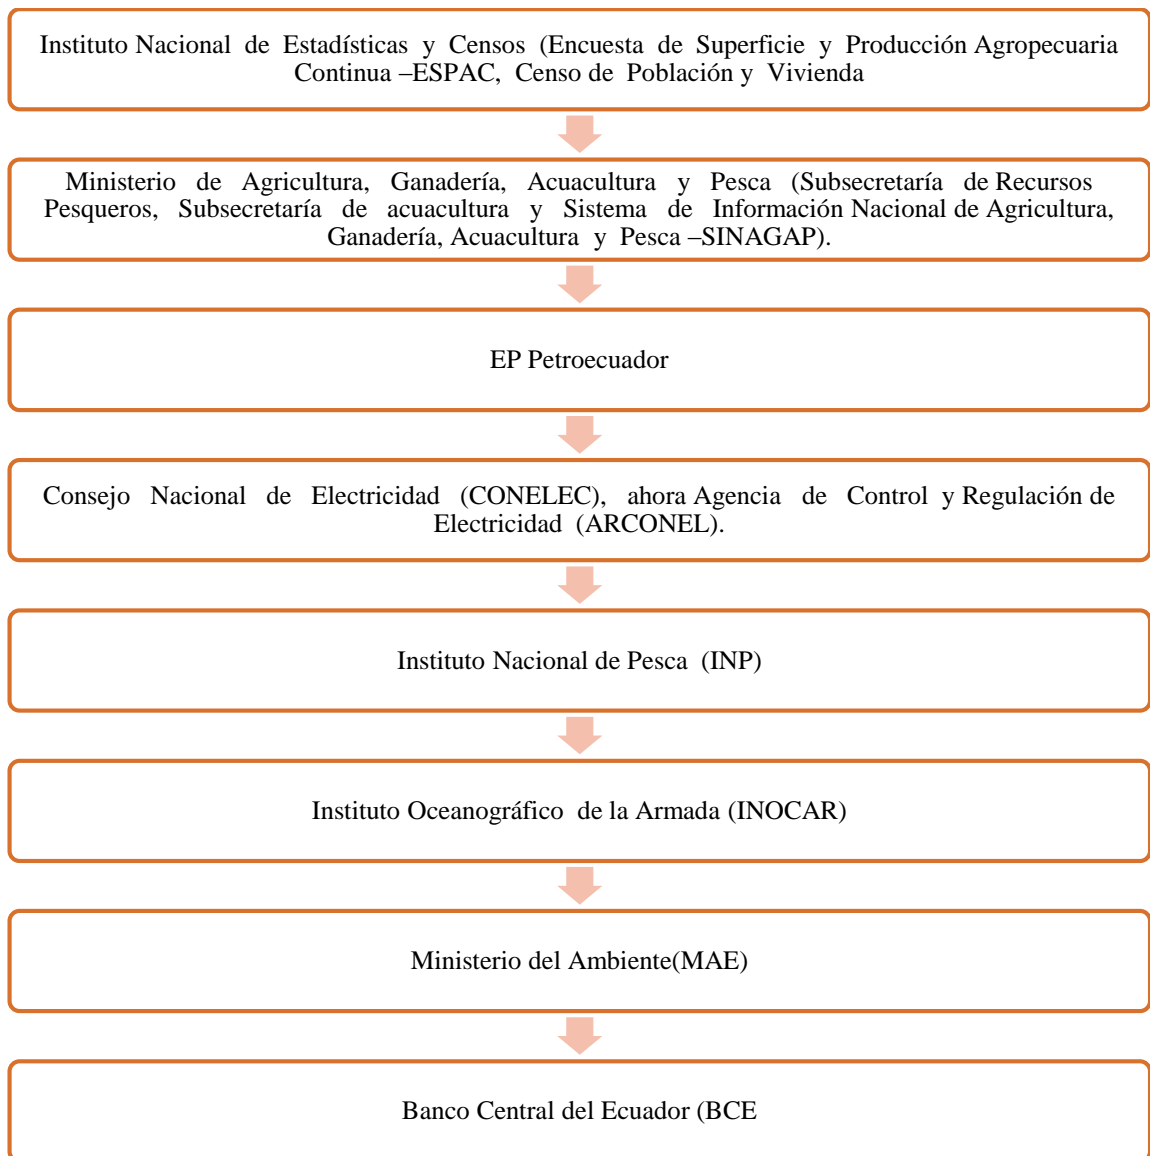 Instituto Nacional de Estadísticas y Censos (Encuesta de Superficie y Producción Agropecuaria
Continua –ESPAC, Censo de Población y Vivienda
Ministerio de Agricultura, Ganadería, Acuacultura y Pesca (Subsecretaría de Recursos
Pesqueros, Subsecretaría de acuacultura y Sistema de Información Nacional de Agricultura,
Ganadería, Acuacultura y Pesca –SINAGAP).
EP Petroecuador
Consejo Nacional de Electricidad (CONELEC), ahora Agencia de Control y Regulación de
Electricidad (ARCONEL).
Instituto Nacional de Pesca (INP)
Instituto Oceanográfico de la Armada (INOCAR)
Ministerio del Ambiente(MAE)
Banco Central del Ecuador (BCE